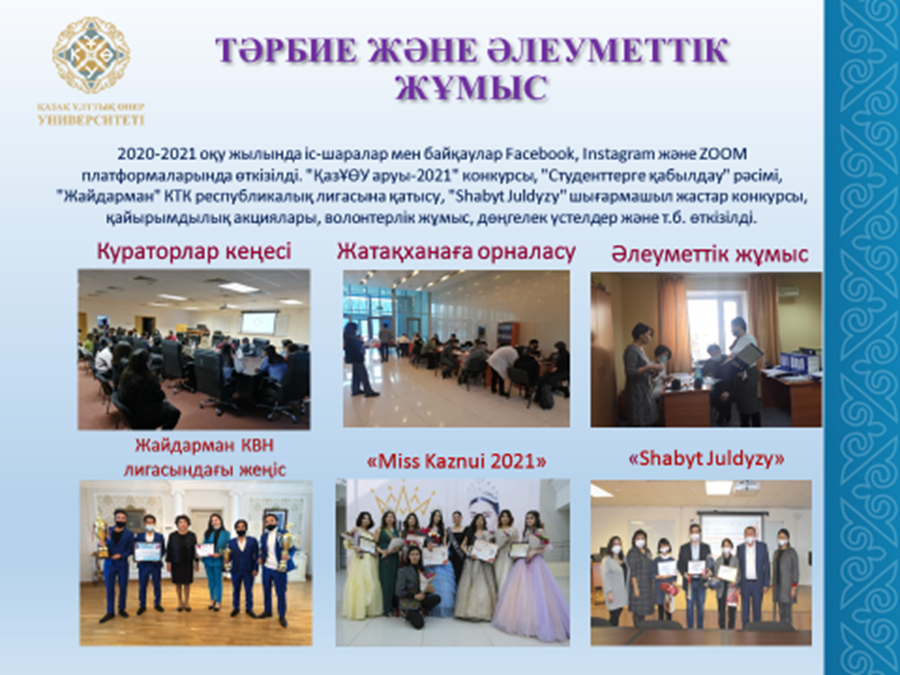 ТӘРБИЕ ЖӘНЕ ӘЛЕУМЕТТІК
ЖҰМЫС
ҚАЗАҚ ҰЛТТЫҚ ӨНЕР
УНИВЕРСИТЕТІ
2020-2021 оқу жылында іс-шаралар мен байқаулар Facebook, Instagram және ZOOM
платформаларында өткізілді. "ҚазҰӨУ аруы-2021" конкурсы, "Студенттерге қабылдау" рәсімі,
"Жайдарман" КТК республикалық лигасына қатысу, "Shabyt Juldyzy" шығармашыл жастар конкурсы,
қайырымдылық акциялары, волонтерлік жұмыс, дөңгелек үстелдер және т.б. өткізілді.
Кураторлар кеңесі
Жатақханаға орналасу
Әлеуметтік жұмыс
Жайдарман КВН
лигасындағы жеңіс
«Miss Kaznui 2021»
«Shabyt Juldyzy»